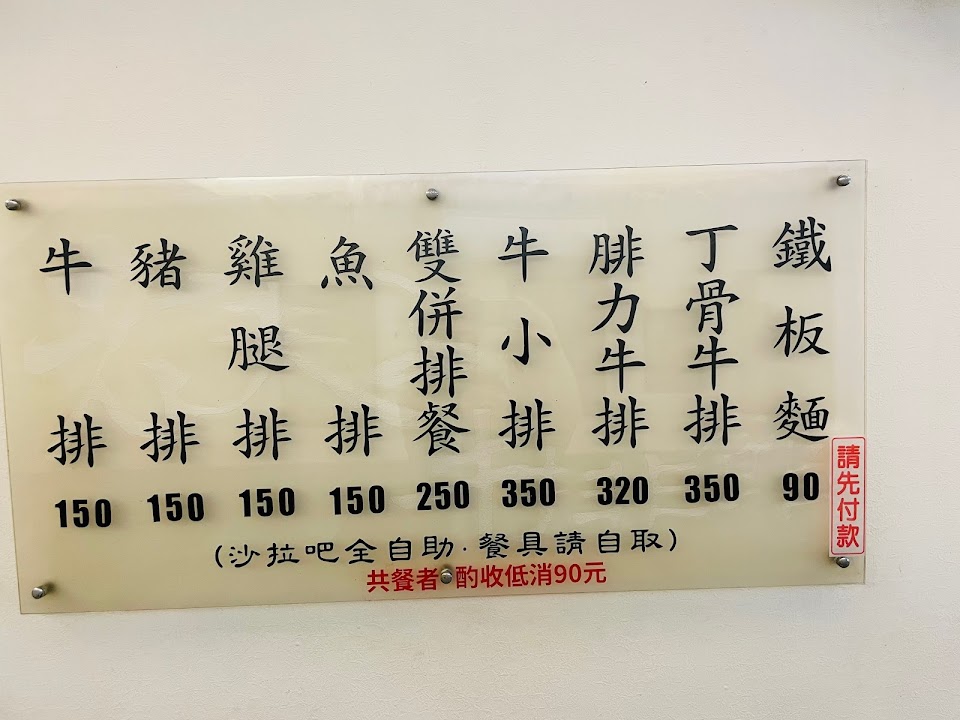 牛排 150
豬排 150
雞腿排 150
魚排 150
雙併排餐 250
牛小排 350
腓力牛排 320
丁骨牛排 350
鐵板麵 90
(沙拉吧全自助·餐具請自取)
共餐者 酌收低消90元
請先付款